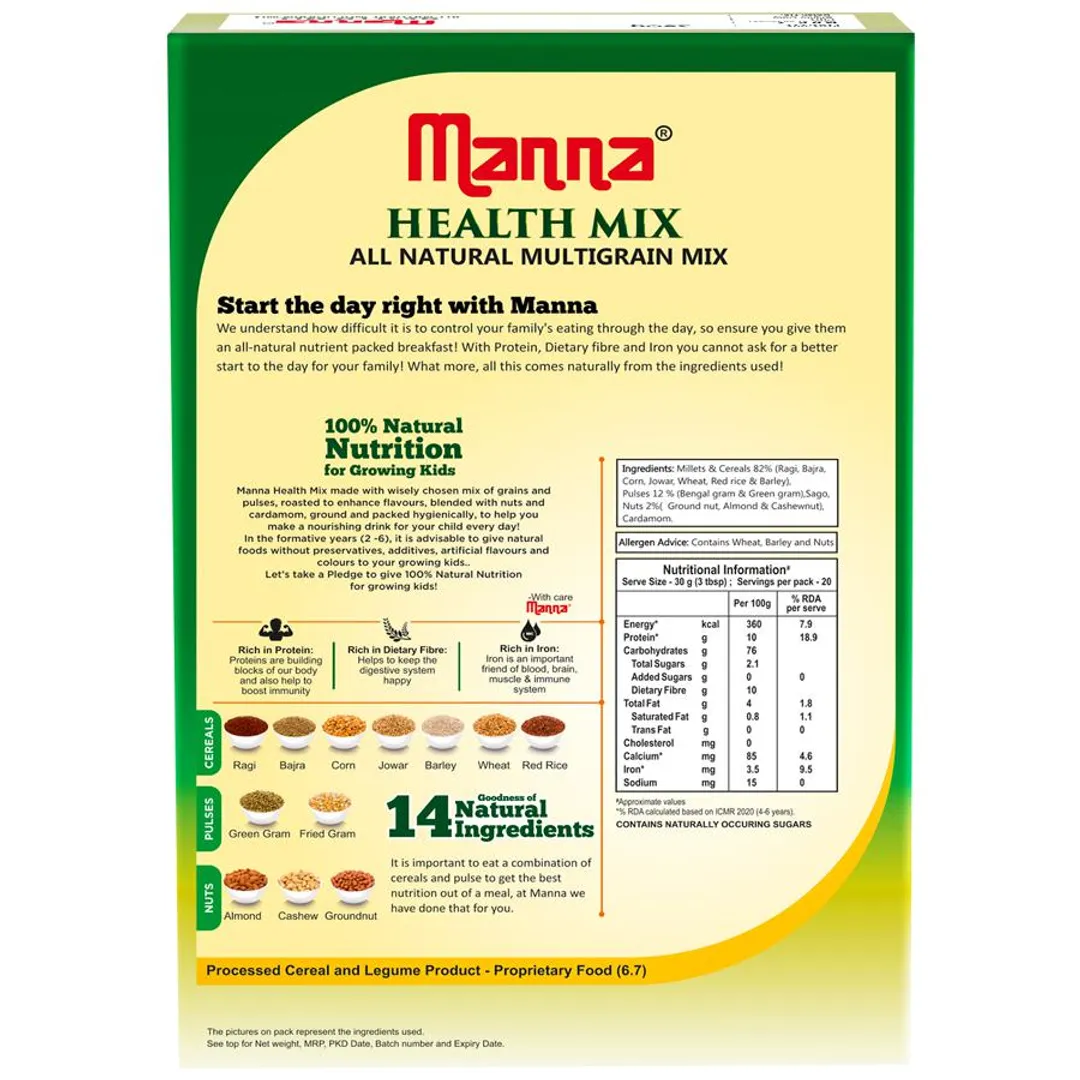 Manna®
HEALTH MIX
ALL NATURAL MULTIGRAIN MIX
Start the day right with Manna
We understand how difficult it is to control your family's eating through the day, so ensure you give them
an all-natural nutrient packed breakfast! With Protein, Dietary fibre and Iron you cannot ask for a better
start to the day for your family! What more, all this comes naturally from the ingredients used!
100% Natural
Nutrition
for Growing Kids
Manna Health Mix made with wisely chosen mix of grains and
pulses, roasted to enhance flavours, blended with nuts and
cardamom, ground and packed hygienically, to help you
make a nourishing drink for your child every day!
In the formative years (2 -6), it is advisable to give natural
foods without preservatives, additives, artificial flavours and
colours to your growing kids..
Let's take a Pledge to give 100% Natural Nutrition
for growing kids!
-With care
Manna®
Rich in Protein:
Proteins are building
blocks of our body
and also help to
boost immunity
Rich in Dietary Fibre:
Helps to keep the
digestive system
happy
Rich in Iron:
Iron is an important
friend of blood, brain,
muscle & immune
system
CEREALS
Ragi Bajra Corn Jowar Barley Wheat Red Rice
PULSES
Green Gram Fried Gram
NUTS
Almond Cashew Groundnut
14 Goodness of
Natural
Ingredients
It is important to eat a combination of
cereals and pulse to get the best
nutrition out of a meal, at Manna we
have done that for you.
Ingredients: Millets & Cereals 82% (Ragi, Bajra,
Corn, Jowar, Wheat, Red rice & Barley),
Pulses 12 % (Bengal gram & Green gram),Sago,
Nuts 2%( Ground nut, Almond & Cashewnut),
Cardamom.
Allergen Advice: Contains Wheat, Barley and Nuts
Nutritional Information#
Serve Size - 30 g (3 tbsp) ; Servings per pack - 20
Per 100g % RDA per serve
Energy* kcal 360 7.9
Protein* g 10 18.9
Carbohydrates g 76
Total Sugars g 2.1
Added Sugars g 0 0
Dietary Fibre g 10
Total Fat g 4 1.8
Saturated Fat g 0.8 1.1
Trans Fat g 0 0
Cholesterol mg 0
Calcium* mg 85 4.6
Iron* mg 3.5 9.5
Sodium mg 15 0
#Approximate values
*% RDA calculated based on ICMR 2020 (4-6 years).
CONTAINS NATURALLY OCCURING SUGARS
Processed Cereal and Legume Product - Proprietary Food (6.7)
The pictures on pack represent the ingredients used.
See top for Net weight, MRP, PKD Date, Batch number and Expiry Date.